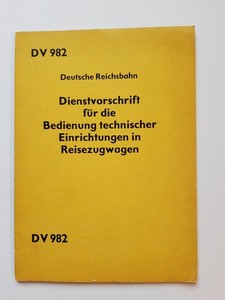 DV 982
Deutsche Reichsbahn
Dienstvorschrift
für die
Bedienung technischer
Einrichtungen in
Reisezugwagen
DV 982